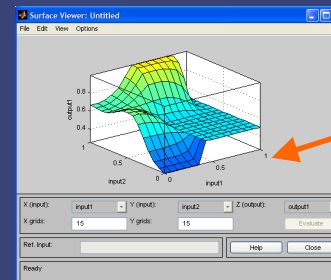 Surface Viewer: Untitled
File Edit View Options
0.8
0.6
0.4
output1
1
0.5
0
input2
0
0.5
1
input1
X (input): input1 Y (input): input2 Z (output): output1
X grids: 15 Y grids: 15 Evaluate
Ref. Input: Help Close
Ready